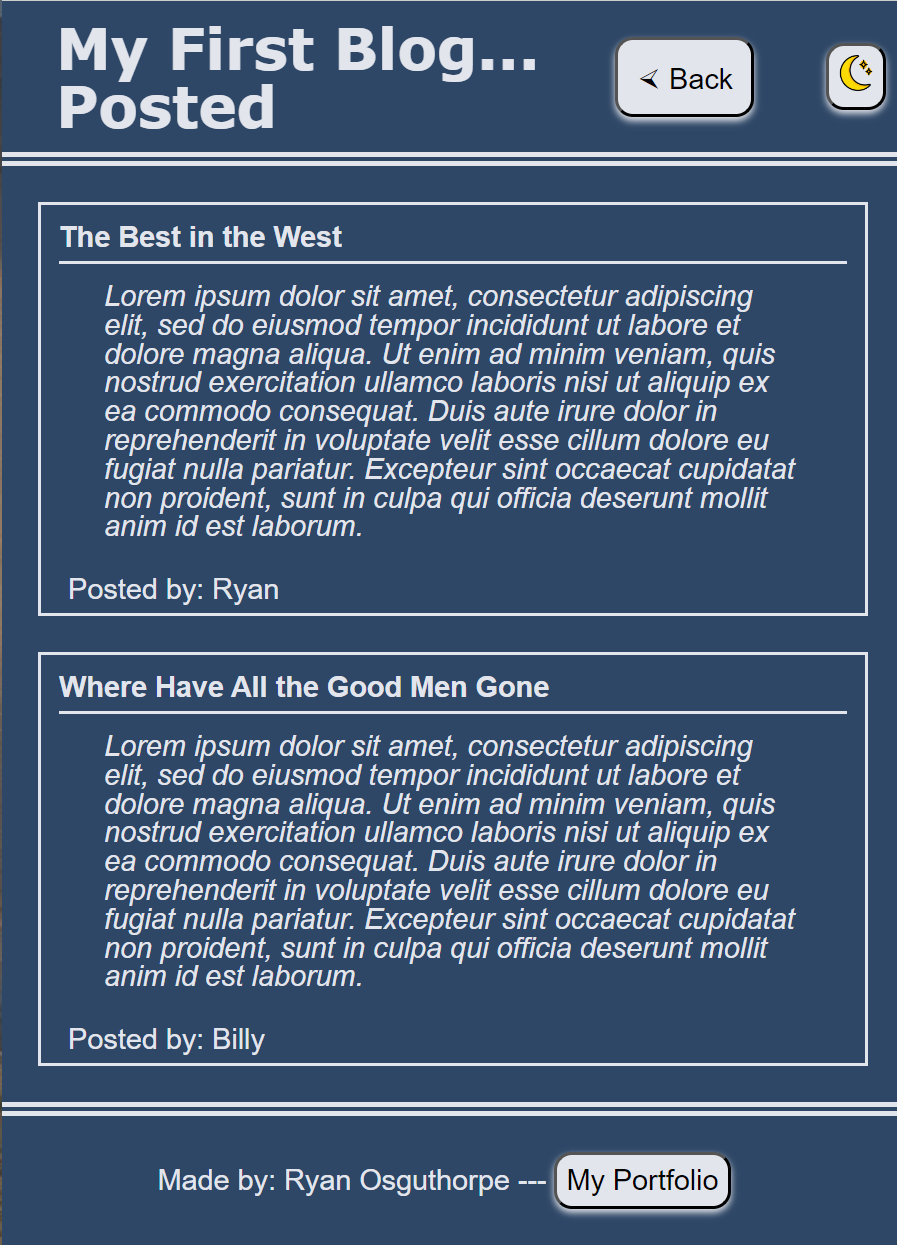 My First Blog...
Posted
Back
The Best in the West
Lorem ipsum dolor sit amet, consectetur adipiscing
elit, sed do eiusmod tempor incididunt ut labore et
dolore magna aliqua. Ut enim ad minim veniam, quis
nostrud exercitation ullamco laboris nisi ut aliquip ex
ea commodo consequat. Duis aute irure dolor in
reprehenderit in voluptate velit esse cillum dolore eu
fugiat nulla pariatur. Excepteur sint occaecat cupidatat
non proident, sunt in culpa qui officia deserunt mollit
anim id est laborum.
Posted by: Ryan
Where Have All the Good Men Gone
Lorem ipsum dolor sit amet, consectetur adipiscing
elit, sed do eiusmod tempor incididunt ut labore et
dolore magna aliqua. Ut enim ad minim veniam, quis
nostrud exercitation ullamco laboris nisi ut aliquip ex
ea commodo consequat. Duis aute irure dolor in
reprehenderit in voluptate velit esse cillum dolore eu
fugiat nulla pariatur. Excepteur sint occaecat cupidatat
non proident, sunt in culpa qui officia deserunt mollit
anim id est laborum.
Posted by: Billy
Made by: Ryan Osguthorpe --- My Portfolio